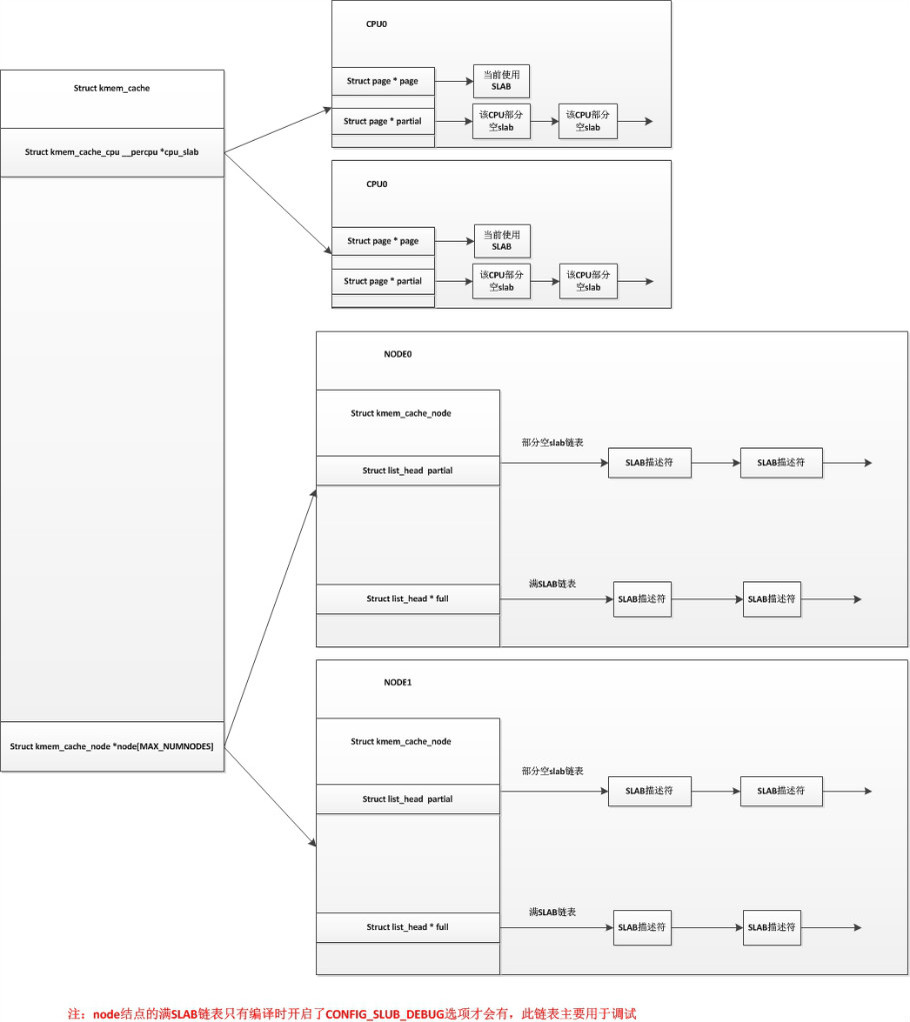 CPU0
Struct kmem_cache
Struct page * page
当前使用
SLAB
Struct page * partial
该CPU部分
空slab
该CPU部分
空slab
Struct kmem_cache_cpu __percpu *cpu_slab
CPU0
Struct page * page
当前使用
SLAB
Struct page * partial
该CPU部分
空slab
该CPU部分
空slab
NODE0
Struct kmem_cache_node
部分空slab链表
Struct list_head partial
SLAB描述符
SLAB描述符
满SLAB链表
Struct list_head * full
SLAB描述符
SLAB描述符
NODE1
Struct kmem_cache_node
Struct kmem_cache_node *node[MAX_NUMNODES]
部分空slab链表
Struct list_head partial
SLAB描述符
SLAB描述符
满SLAB链表
Struct list_head * full
SLAB描述符
SLAB描述符
注：node结点的满SLAB链表只有编译时开启了CONFIG_SLUB_DEBUG选项才会有，此链表主要用于调试